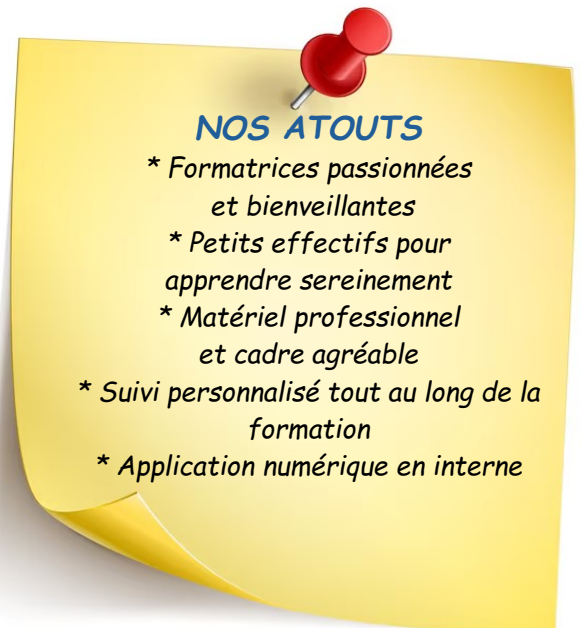 NOS ATOUTS
* Formatrices passionnées
et bienveillantes
* Petits effectifs pour
apprendre sereinement
* Matériel professionnel
et cadre agréable
* Suivi personnalisé tout au long de la
formation
* Application numérique en interne